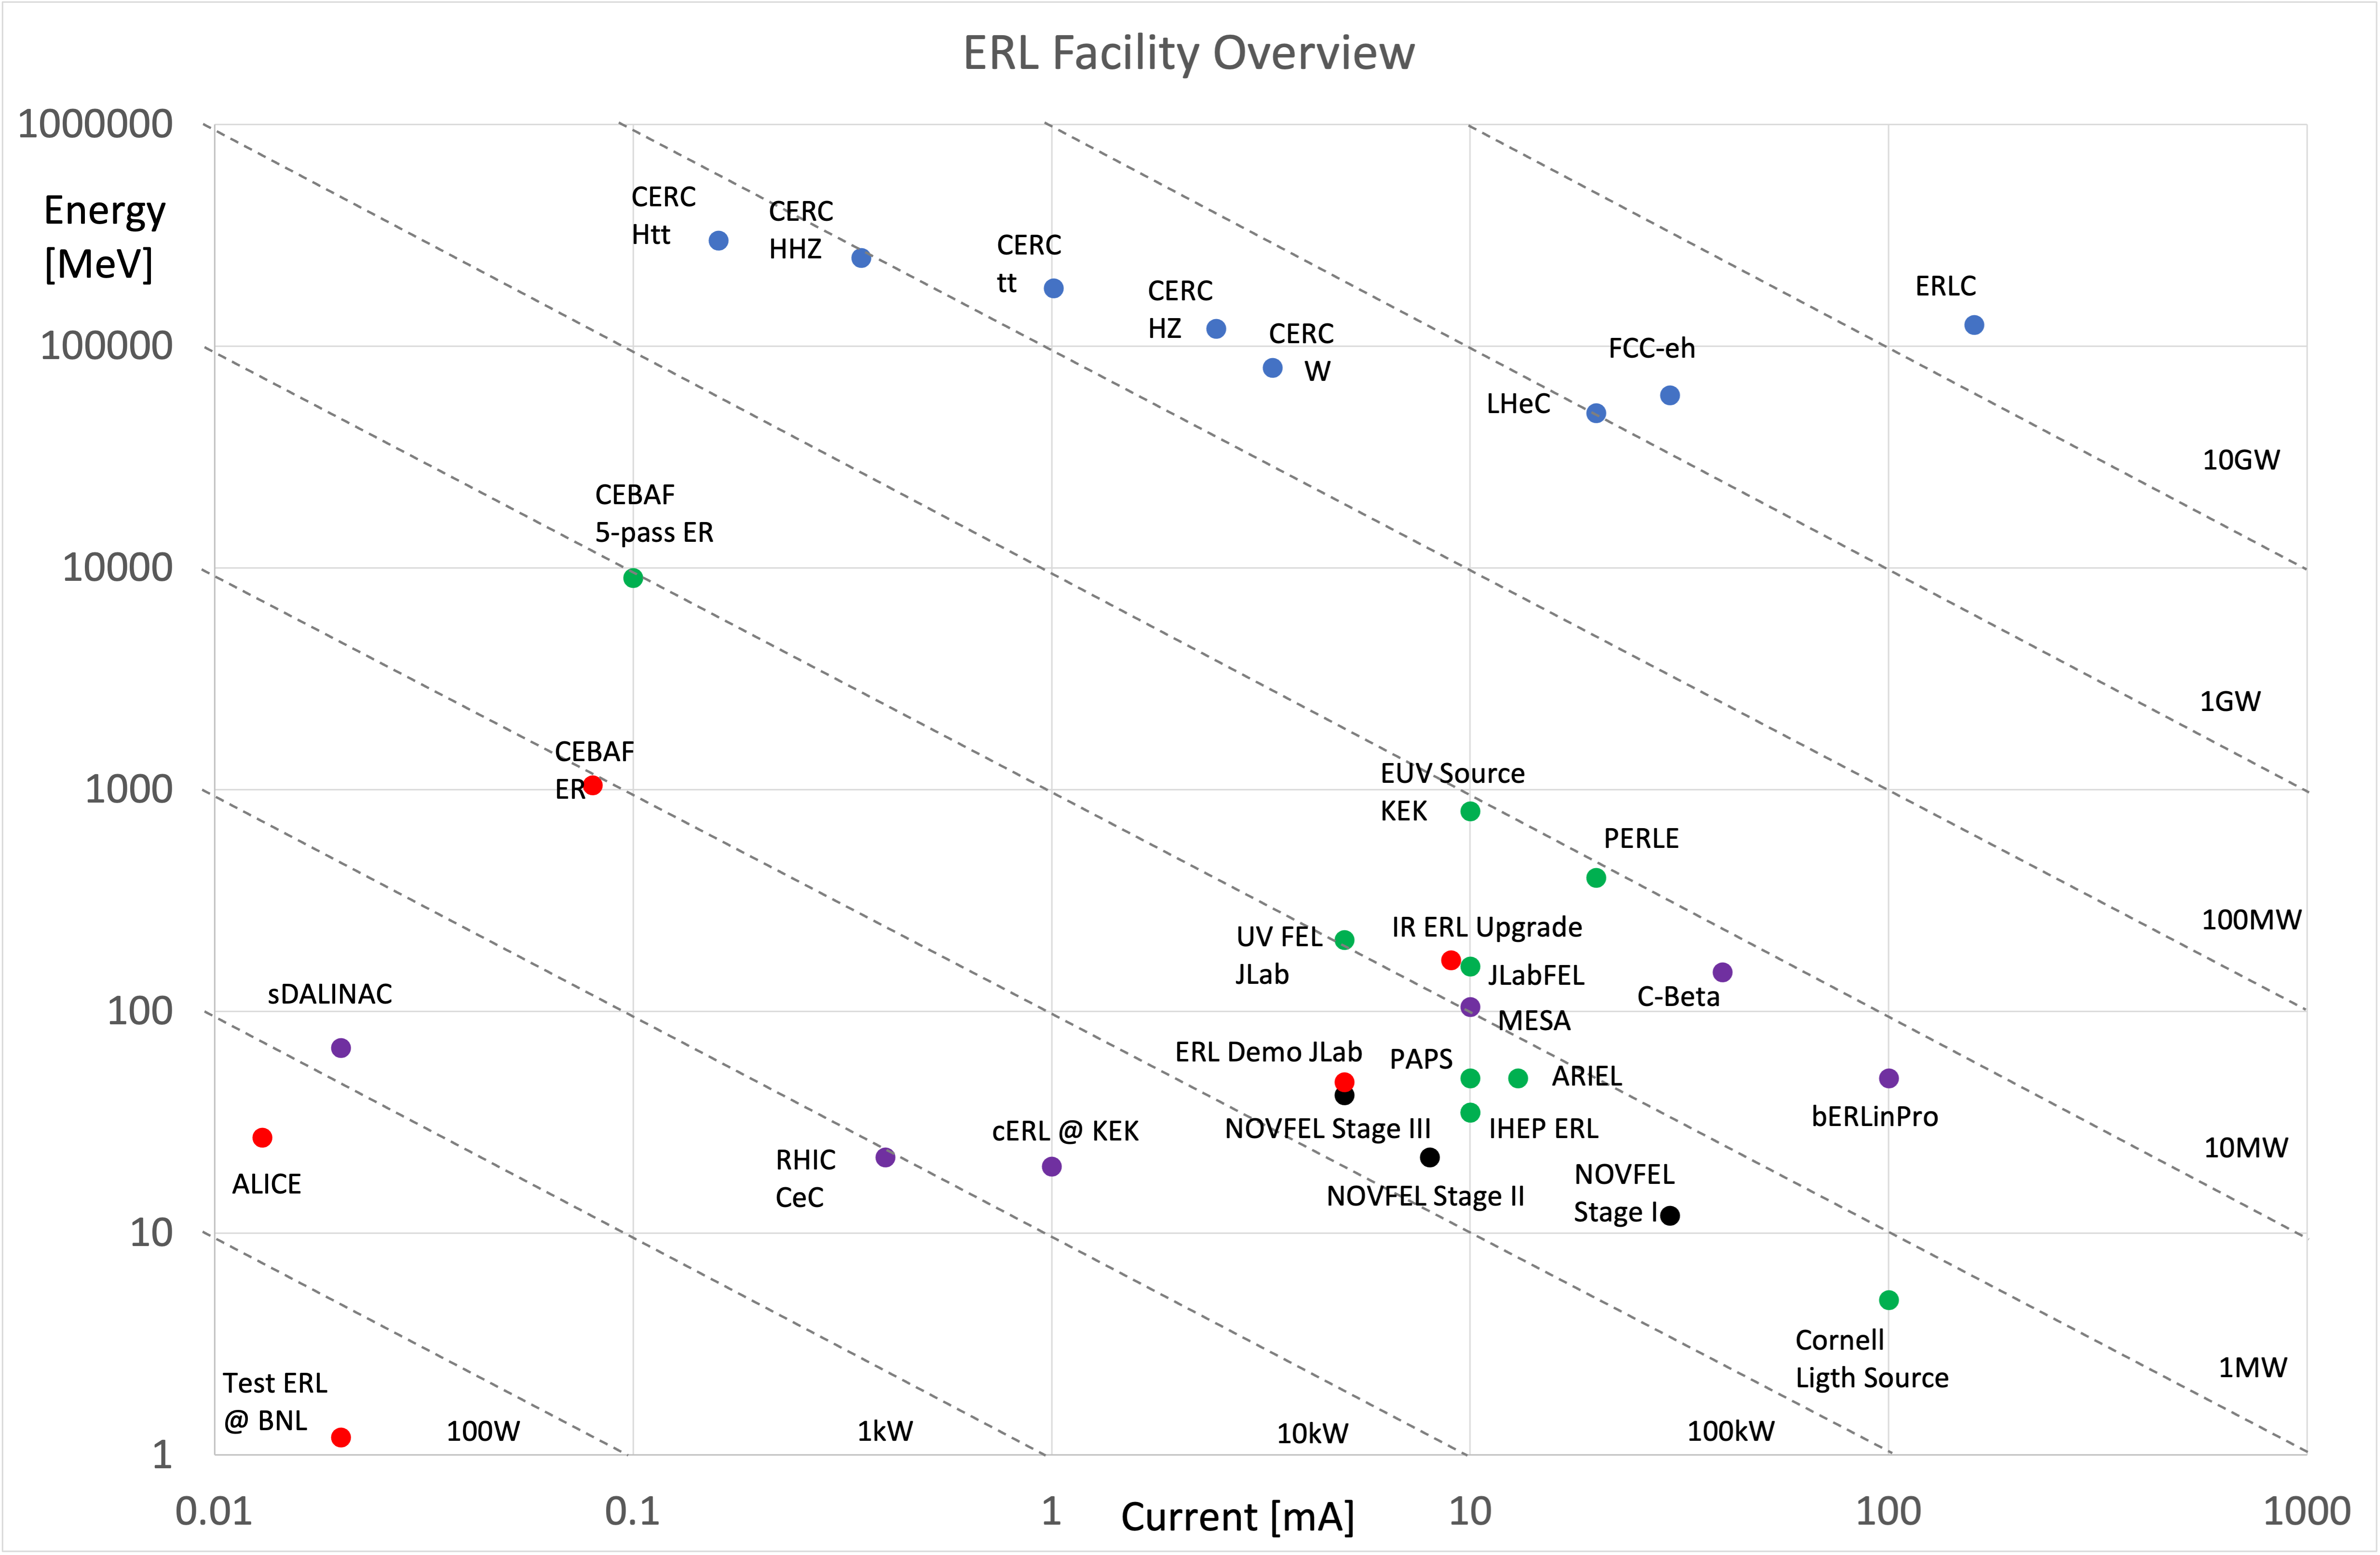 ERL Facility Overview
1000000
Energy
[MeV]
100000
10000
1000
100
10
1
0.01
0.1
1
10
100
1000
Current [mA]
CERC
Htt
CERC
HHZ
CERC
tt
CERC
HZ
CERC
W
ERLC
FCC-eh
LHeC
10GW
CEBAF
5-pass ER
1GW
CEBAF
ER
EUV Source
KEK
PERLE
100MW
UV FEL
JLab
IR ERL Upgrade
JLabFEL
C-Beta
MESA
sDALINAC
ERL Demo JLab
PAPS
ARIEL
bERLinPro
NOVFEL Stage III
IHEP ERL
10MW
ALICE
RHIC
CeC
cERL @ KEK
NOVFEL Stage II
NOVFEL
Stage I
Cornell
Ligth Source
1MW
Test ERL
@ BNL
100W
1kW
10kW
100kW